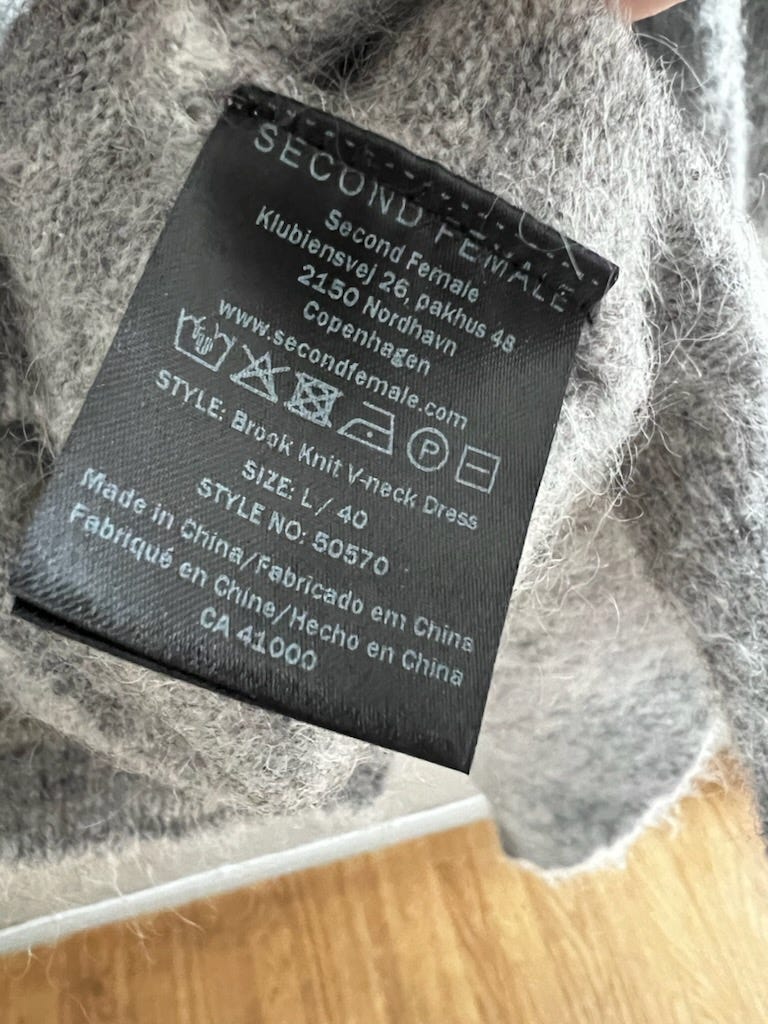 SECOND FEMALE
Second Female
Klubiensvej 26, pakhus 48
2150 Nordhavn
Copenhagen
www.secondfemale.com
P
STYLE: Brook Knit V-neck Dress
SIZE: L / 40
STYLE NO: 50570
Made in China/Fabricado em China
Fabriqué en Chine/Hecho en China
CA 41000